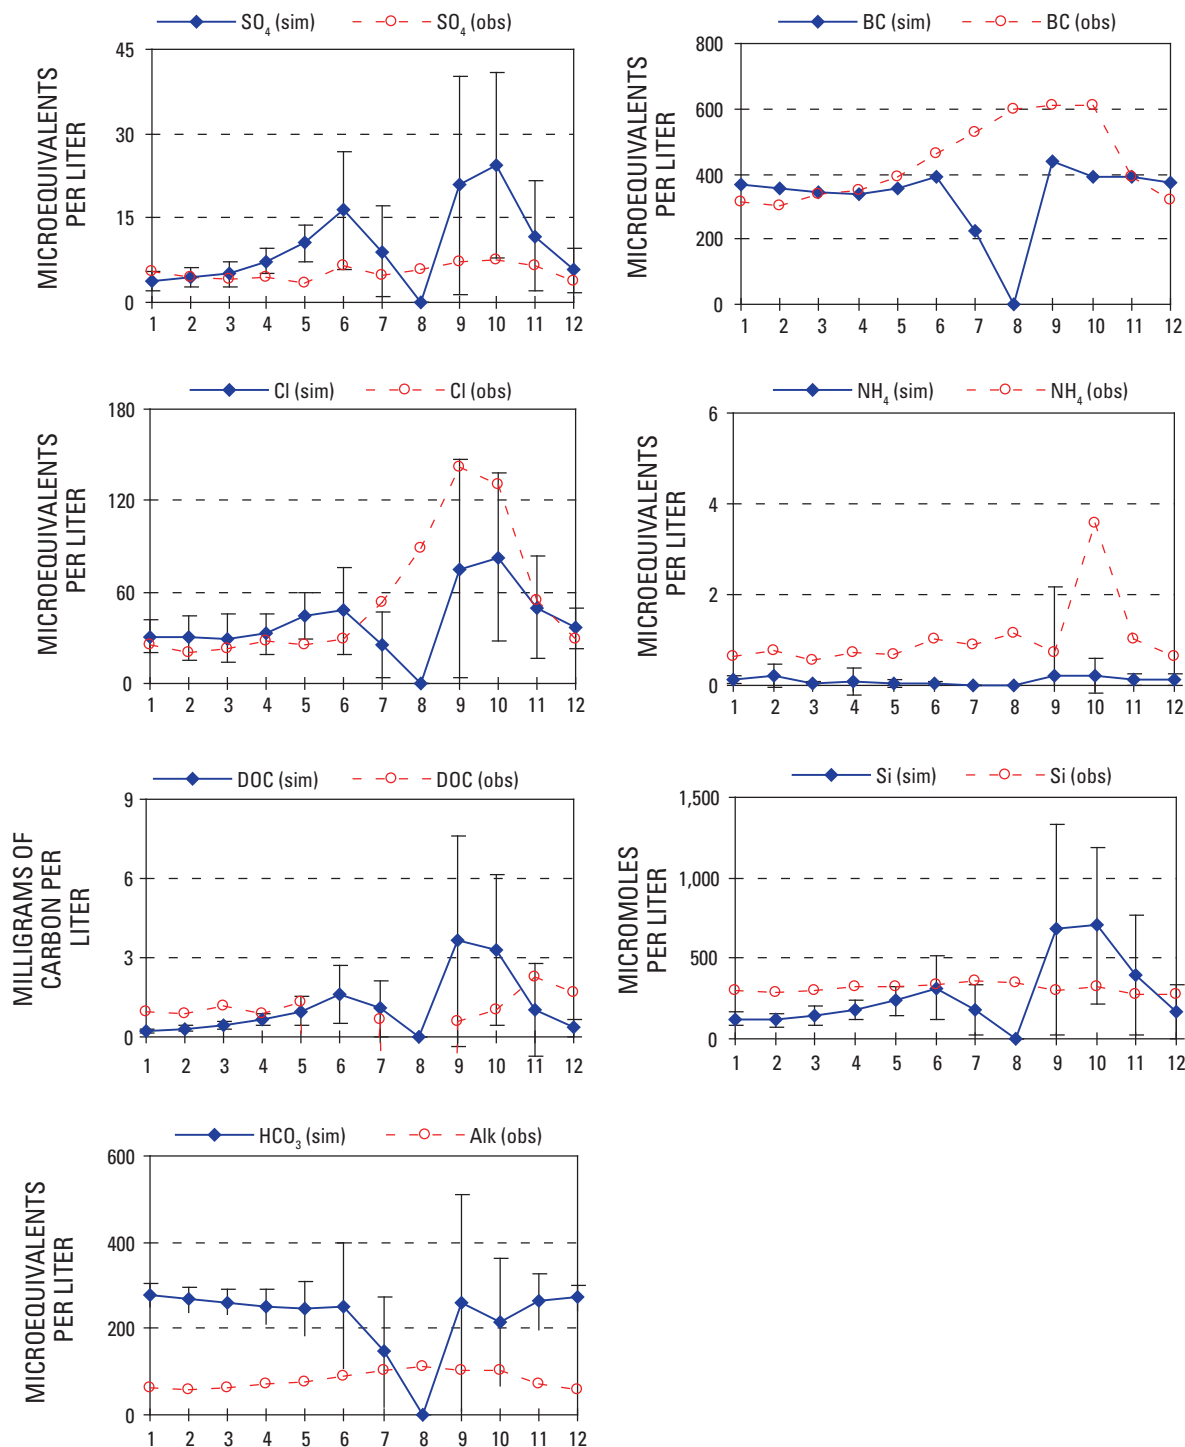 SO₄ (sim) SO₄ (obs)
MICROEQUIVALENTS
PER LITER
45
30
15
0
1 2 3 4 5 6 7 8 9 10 11 12
BC (sim) BC (obs)
MICROEQUIVALENTS
PER LITER
800
600
400
200
0
1 2 3 4 5 6 7 8 9 10 11 12
Cl (sim) Cl (obs)
MICROEQUIVALENTS
PER LITER
180
120
60
0
1 2 3 4 5 6 7 8 9 10 11 12
NH₄ (sim) NH₄ (obs)
MICROEQUIVALENTS
PER LITER
6
4
2
0
1 2 3 4 5 6 7 8 9 10 11 12
DOC (sim) DOC (obs)
MILLIGRAMS OF
CARBON PER
LITER
9
6
3
0
1 2 3 4 5 6 7 8 9 10 11 12
Si (sim) Si (obs)
MICROMOLES
PER LITER
1,500
1,000
500
0
1 2 3 4 5 6 7 8 9 10 11 12
HCO₃ (sim) Alk (obs)
MICROEQUIVALENTS
PER LITER
600
400
200
0
1 2 3 4 5 6 7 8 9 10 11 12